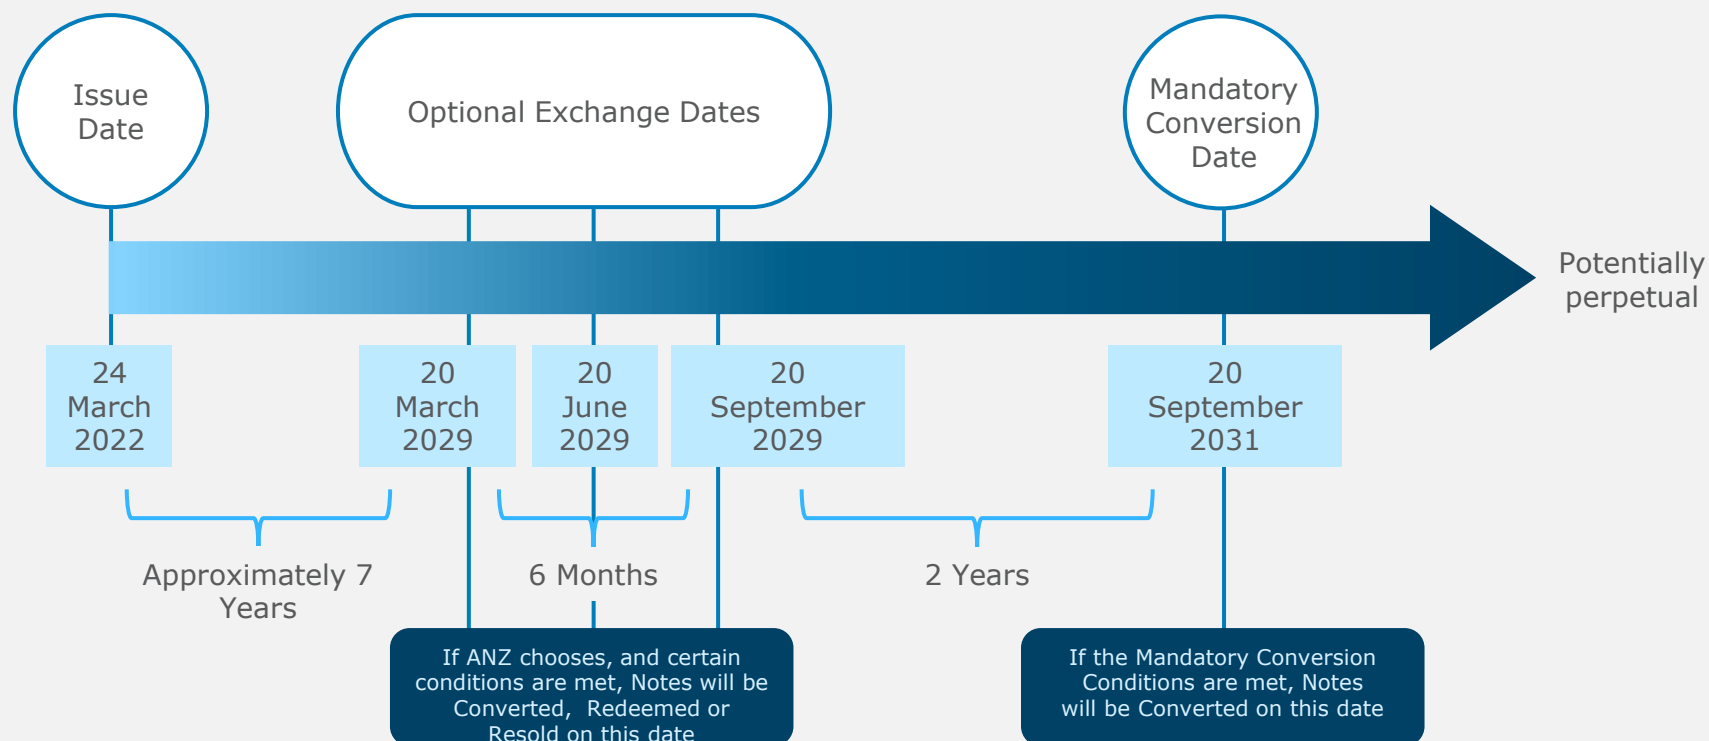 Issue
Date
Optional Exchange Dates
Mandatory
Conversion
Date
Potentially
perpetual
24
March
2022
20
March
2029
20
June
2029
20
September
2029
20
September
2031
Approximately 7
Years
6 Months
2 Years
If ANZ chooses, and certain
conditions are met, Notes will be
Converted,  Redeemed or
Resold on this date
If the Mandatory Conversion
Conditions are met, Notes
will be Converted on this date